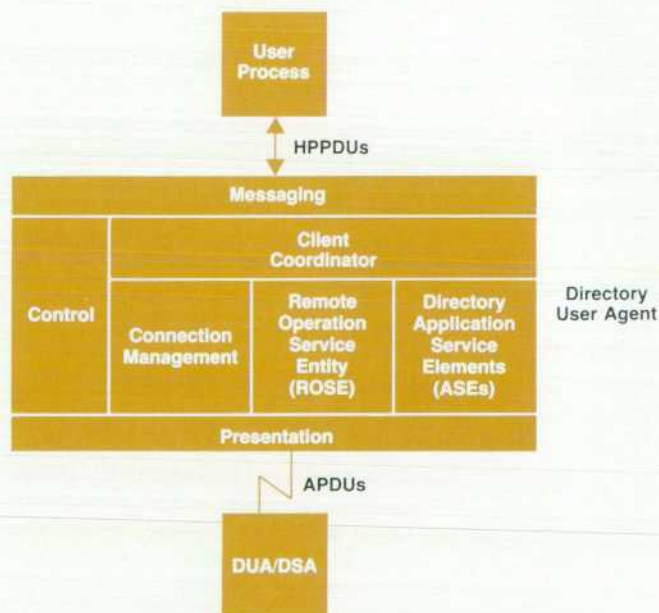 User
Process
HPPDUs
Messaging
Client
Coordinator
Control
Connection
Management
Remote
Operation
Service
Entity
(ROSE)
Directory
Application
Service
Elements
(ASEs)
Directory
User Agent
Presentation
APDUs
DUA/DSA